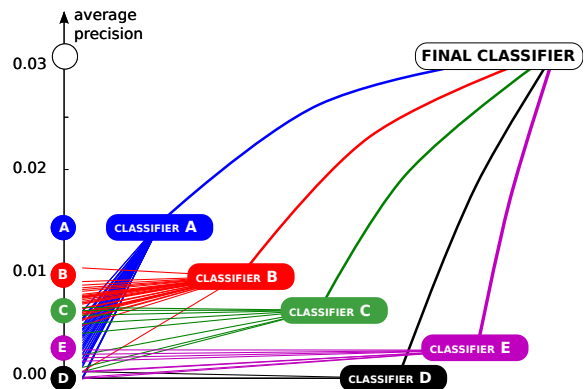 average
precision
FINAL CLASSIFIER
0.03
0.02
A
CLASSIFIER A
B
CLASSIFIER B
0.01
C
CLASSIFIER C
E
CLASSIFIER E
0.00
D
CLASSIFIER D